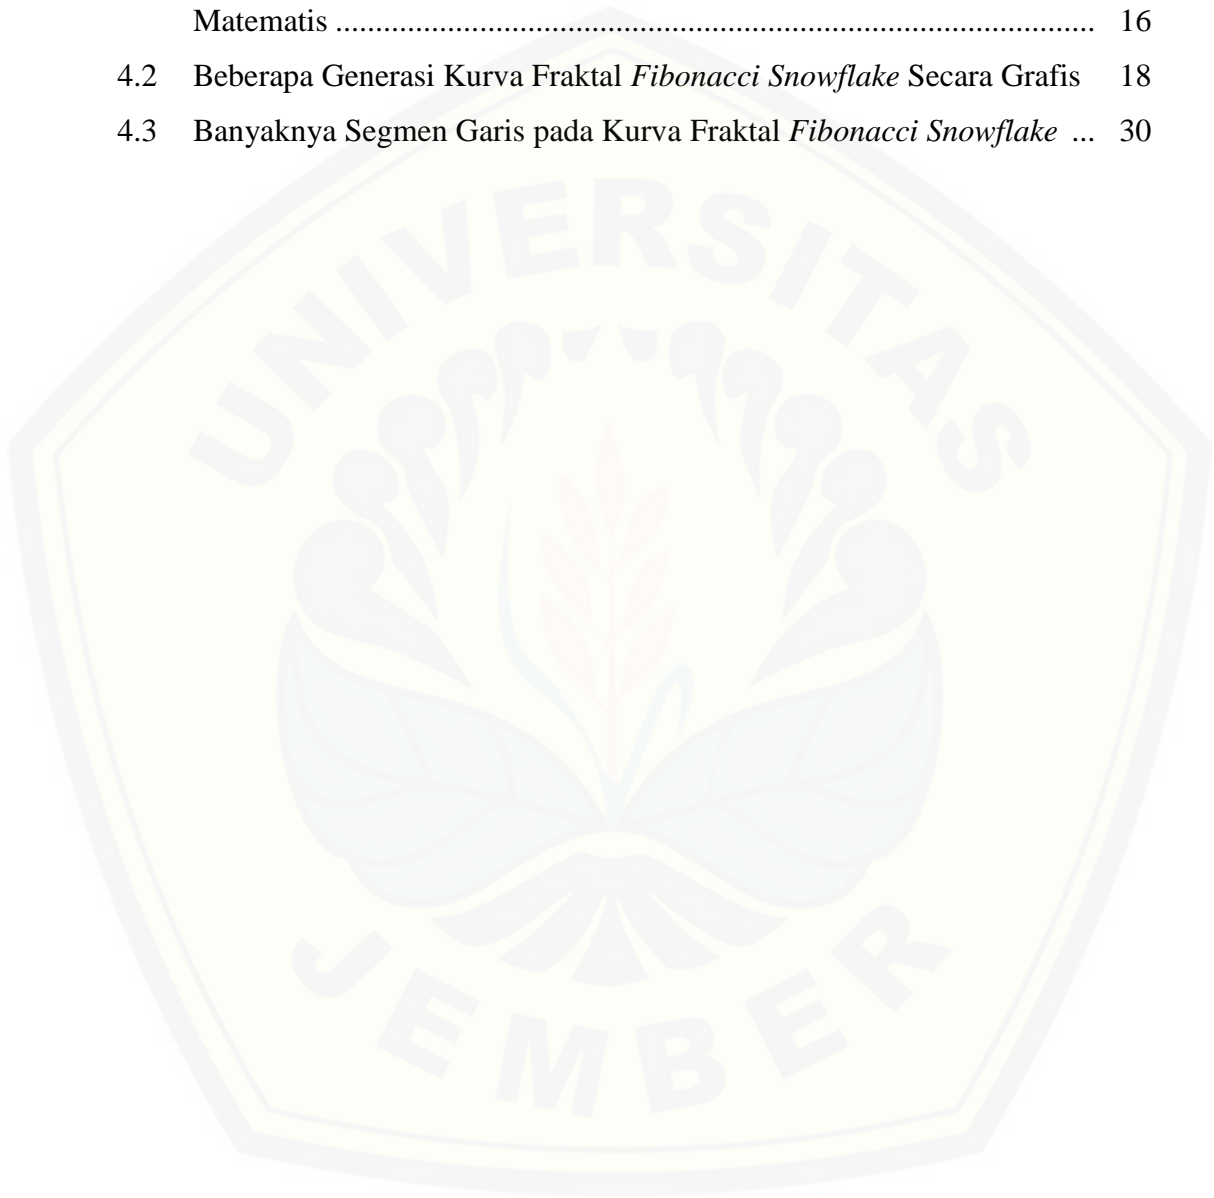 Matematis ............................................................................................... 16
4.2 Beberapa Generasi Kurva Fraktal Fibonacci Snowflake Secara Grafis 18
4.3 Banyaknya Segmen Garis pada Kurva Fraktal Fibonacci Snowflake ... 30
UNIVERSITAS
JEMBER